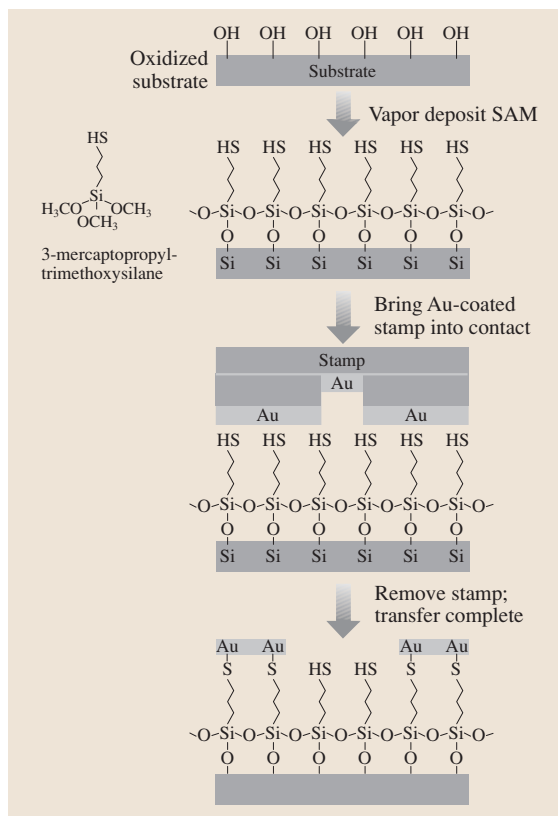 OH OH OH OH OH OH
Oxidized
substrate
Substrate
Vapor deposit SAM
HS
Si
H3CO OCH3
OCH3
3-mercaptopropyl-
trimethoxysilane
HS HS HS HS HS HS
-O-Si-O-Si-O-Si-O-Si-O-Si-O-Si-O-
O O O O O O
Si Si Si Si Si Si
Bring Au-coated
stamp into contact
Stamp
Au
Au Au
HS HS HS HS HS HS
-O-Si-O-Si-O-Si-O-Si-O-Si-O-Si-O-
O O O O O O
Si Si Si Si Si Si
Remove stamp;
transfer complete
Au Au Au Au
S S HS HS S S
-O-Si-O-Si-O-Si-O-Si-O-Si-O-Si-O-
O O O O O O